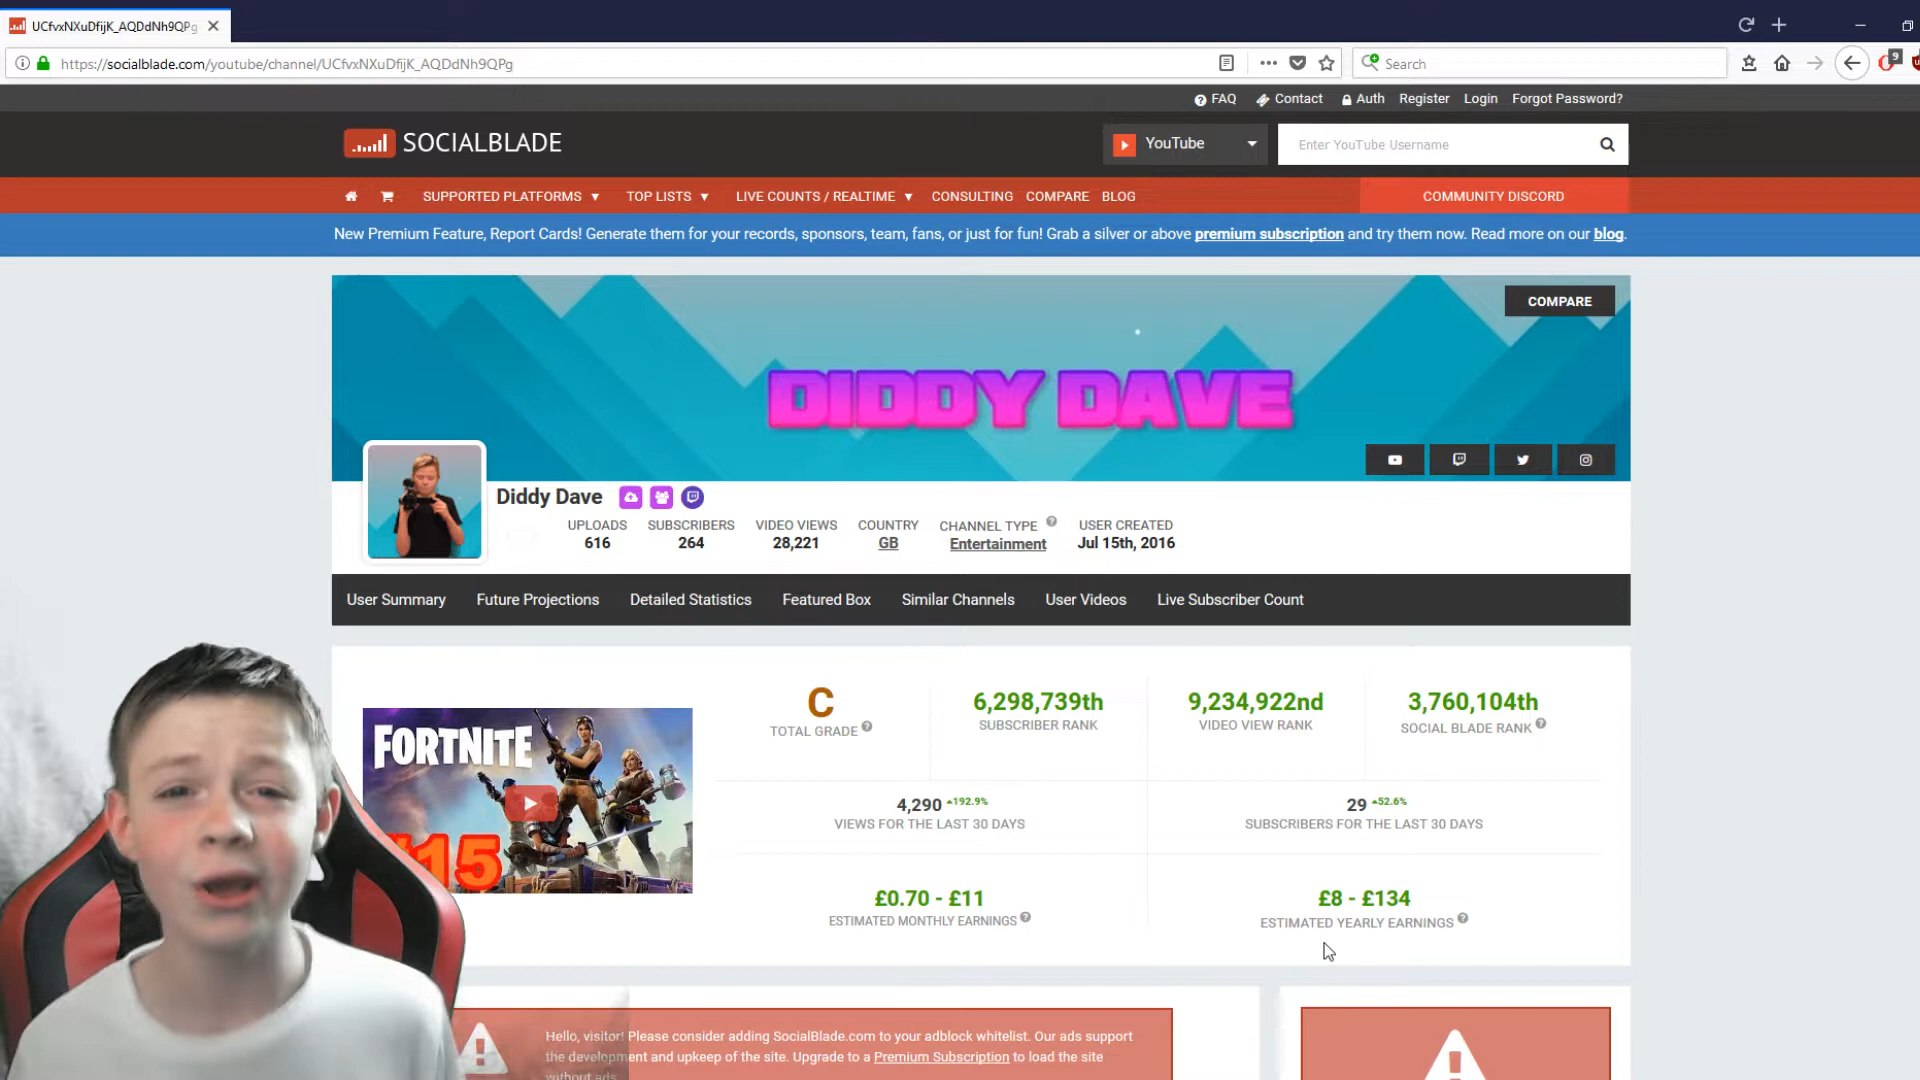 UCfvxNXuDfijK_AQDdNh9QPg
https://socialblade.com/youtube/channel/UCfvxNXuDfijK_AQDdNh9QPg
Search
9
FAQ Contact Auth Register Login Forgot Password?
SOCIALBLADE
YouTube
Enter YouTube Username
SUPPORTED PLATFORMS TOP LISTS LIVE COUNTS / REALTIME CONSULTING COMPARE BLOG COMMUNITY DISCORD
New Premium Feature, Report Cards! Generate them for your records, sponsors, team, fans, or just for fun! Grab a silver or above premium subscription and try them now. Read more on our blog.
COMPARE
DIDDY DAVE
Diddy Dave
UPLOADS SUBSCRIBERS VIDEO VIEWS COUNTRY CHANNEL TYPE USER CREATED
616 264 28,221 GB Entertainment Jul 15th, 2016
User Summary Future Projections Detailed Statistics Featured Box Similar Channels User Videos Live Subscriber Count
FORTNITE
#15
C 6,298,739th 9,234,922nd 3,760,104th
TOTAL GRADE SUBSCRIBER RANK VIDEO VIEW RANK SOCIAL BLADE RANK
4,290 192.9% 29 52.6%
VIEWS FOR THE LAST 30 DAYS SUBSCRIBERS FOR THE LAST 30 DAYS
£0.70 - £11 £8 - £134
ESTIMATED MONTHLY EARNINGS ESTIMATED YEARLY EARNINGS
Hello, visitor! Please consider adding SocialBlade.com to your adblock whitelist. Our ads support
the development and upkeep of the site. Upgrade to a Premium Subscription to load the site
without ads